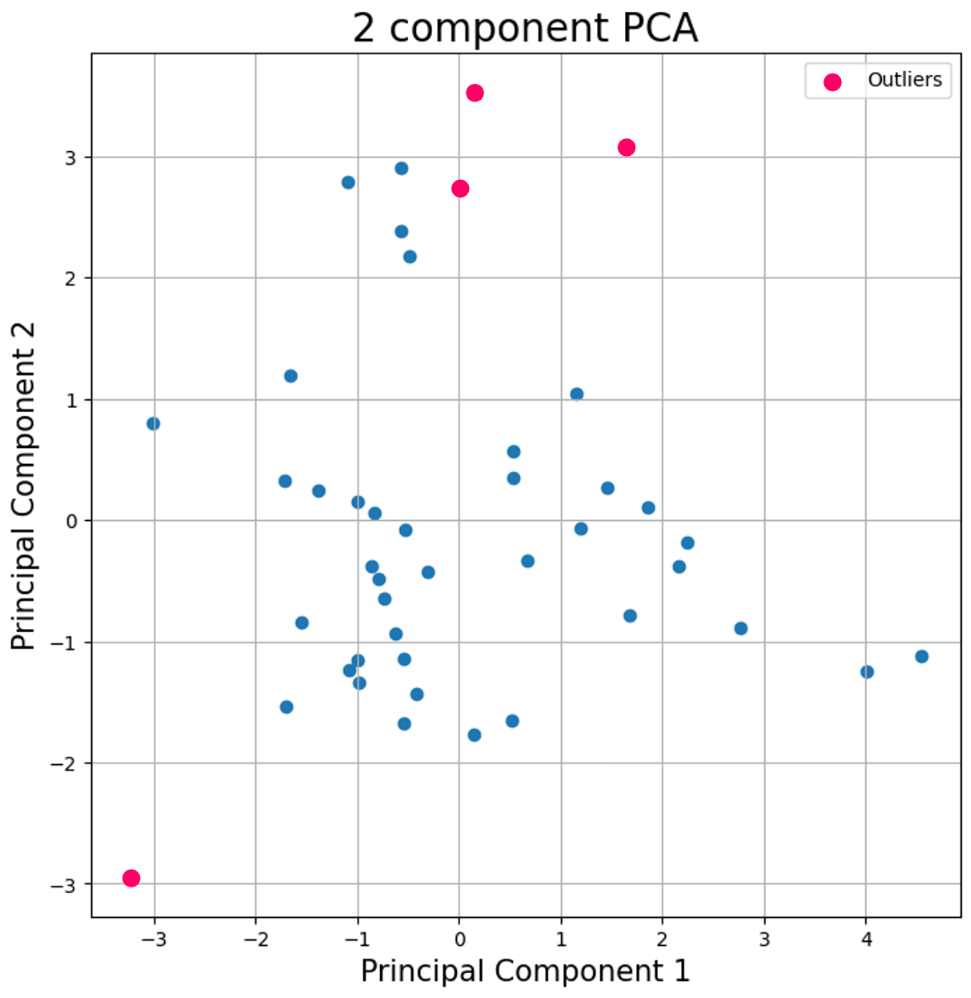 2 component PCA
Outliers
3
2
1
0
−1
−2
−3
Principal Component 2
−3 −2 −1 0 1 2 3 4
Principal Component 1